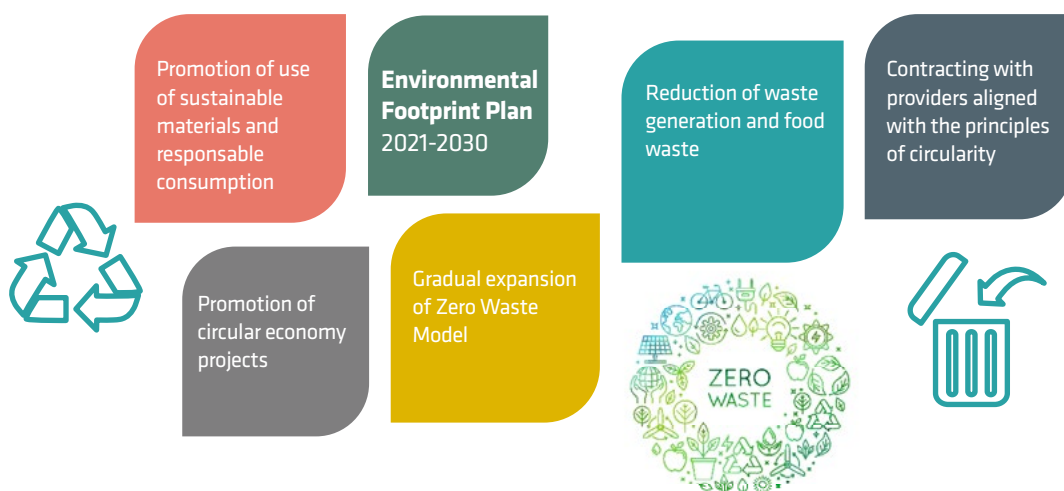 Promotion of use
of sustainable
materials and
responsable
consumption
Environmental
Footprint Plan
2021-2030
Reduction of waste
generation and food
waste
Contracting with
providers aligned
with the principles
of circularity
Promotion of
circular economy
projects
Gradual expansion
of Zero Waste
Model
ZERO
WASTE